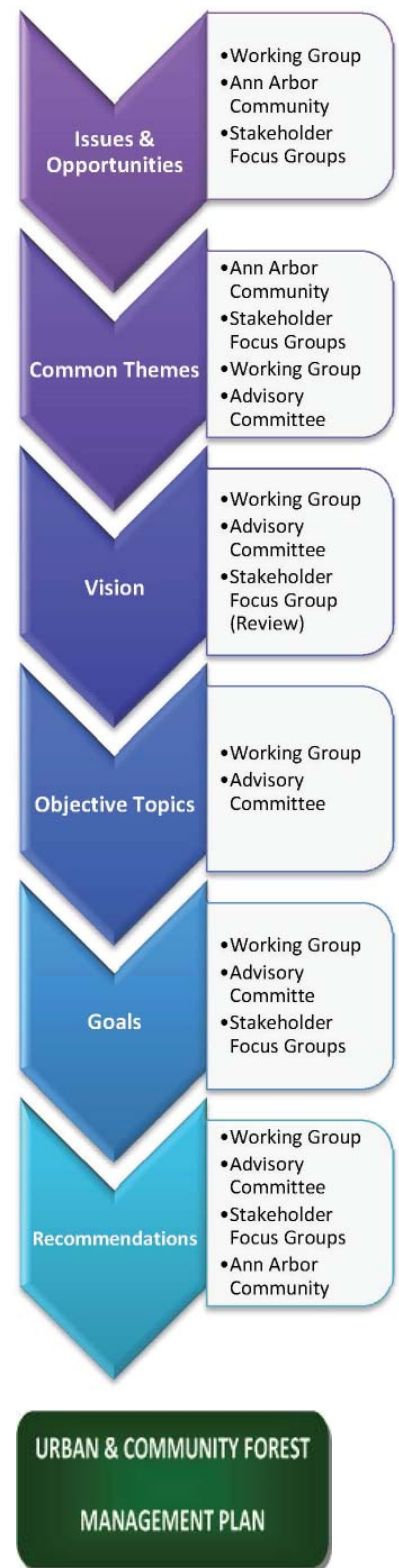 Issues &
Opportunities
•Working Group
•Ann Arbor
Community
•Stakeholder
Focus Groups
Common Themes
•Ann Arbor
Community
•Stakeholder
Focus Groups
•Working Group
•Advisory
Committee
Vision
•Working Group
•Advisory
Committee
•Stakeholder
Focus Group
(Review)
Objective Topics
•Working Group
•Advisory
Committee
Goals
•Working Group
•Advisory
Committe
•Stakeholder
Focus Groups
Recommendations
•Working Group
•Advisory
Committee
•Stakeholder
Focus Groups
•Ann Arbor
Community
URBAN & COMMUNITY FOREST
MANAGEMENT PLAN